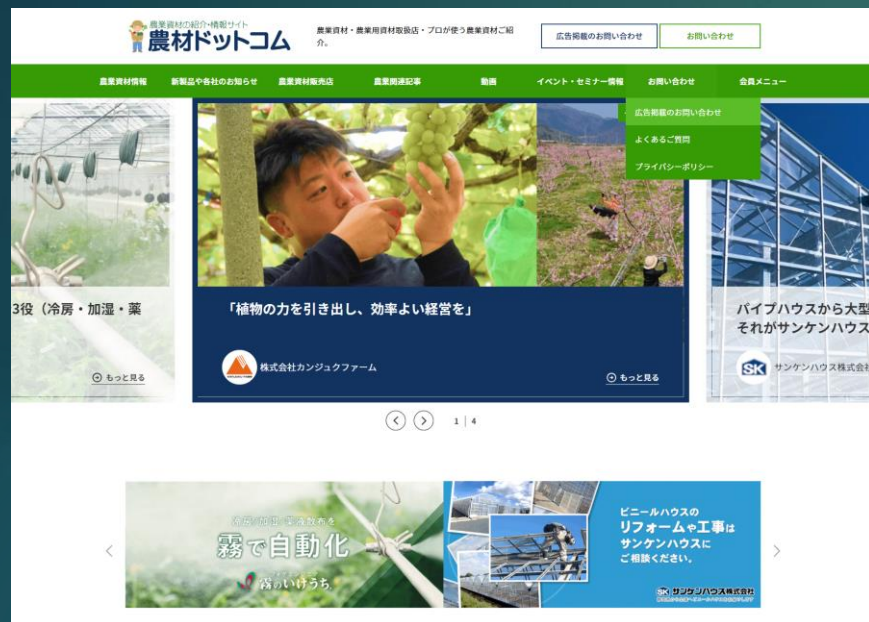 農業資材の紹介・情報サイト
農材ドットコム
農業資材・農業用資材取扱店・プロが使う農業資材ご紹
介。
広告掲載のお問い合わせ
お問い合わせ
農業資材情報
新製品や各社のお知らせ
農業資材販売店
農業関連記事
動画
イベント・セミナー情報
お問い合わせ
会員メニュー
広告掲載のお問い合わせ
よくあるご質問
プライバシーポリシー
3役(冷房・加湿・薬
もっと見る
「植物の力を引き出し、効率よい経営を」
株式会社カンジュクファーム
もっと見る
パイプハウスから大型
それがサンケンハウス
SK
サンケンハウス株式会社
1 | 4
冷房/加湿/薬液散布を
霧で自動化
霧のいけうち
ビニールハウスの
リフォームや工事は
サンケンハウスに
ご相談ください。
SK サンケンハウス株式会社